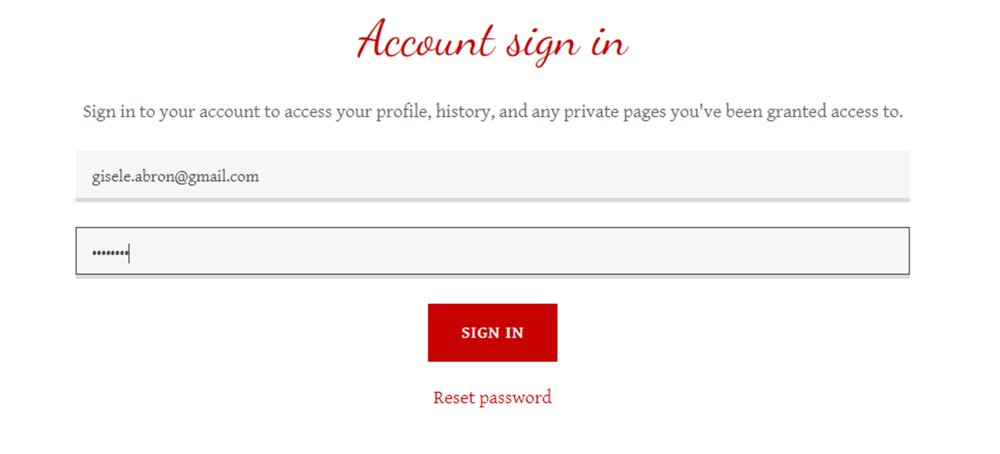 Account sign in
Sign in to your account to access your profile, history, and any private pages you've been granted access to.
gisele.abron@gmail.com
••••••••
SIGN IN
Reset password